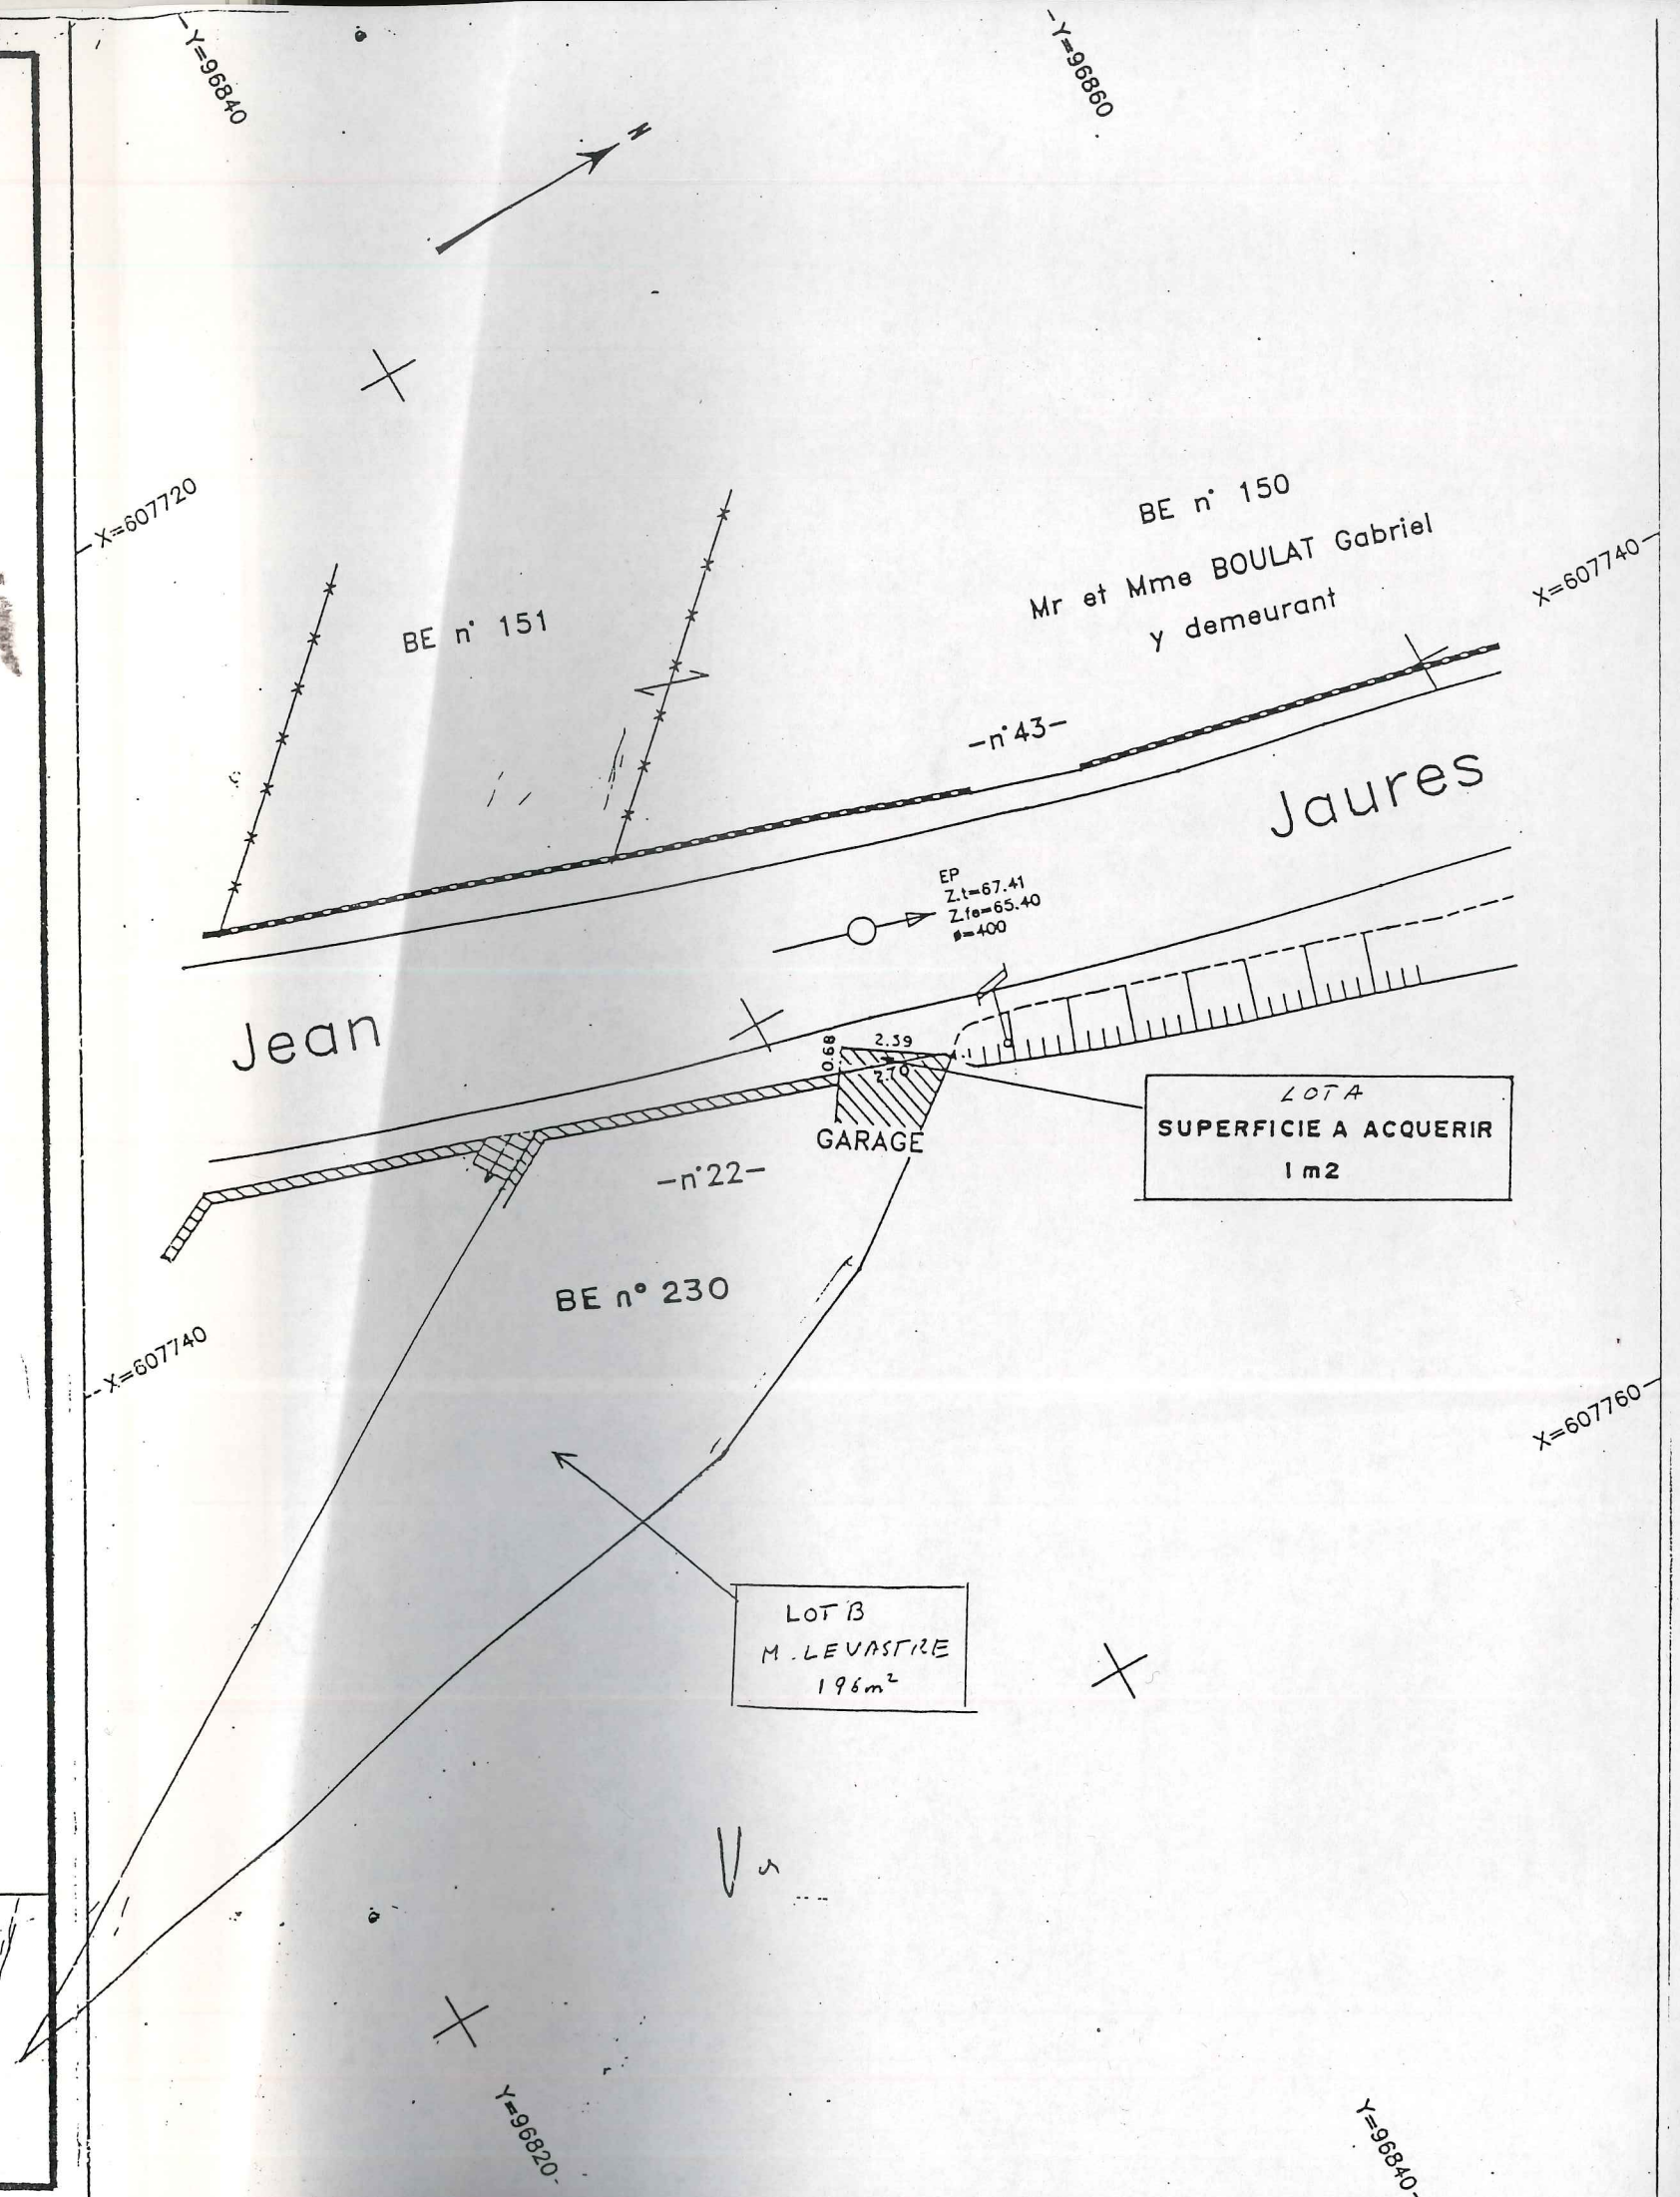 -Y=96840
-Y=96860
N
X=607720
BE n° 150
Mr et Mme BOULAT Gabriel
y demeurant
X=607740-
BE n° 151
-n°43-
Jaures
EP
Z.t=67.41
Z.fe=65.40
ø=400
Jean
0.68
2.39
2.70
GARAGE
LOT A
SUPERFICIE A ACQUERIR
1 m2
-n°22-
BE n° 230
--X=607740
X=607760-
LOT B
M. LEVASTRE
196m²
Y=96820-
Y=96840-